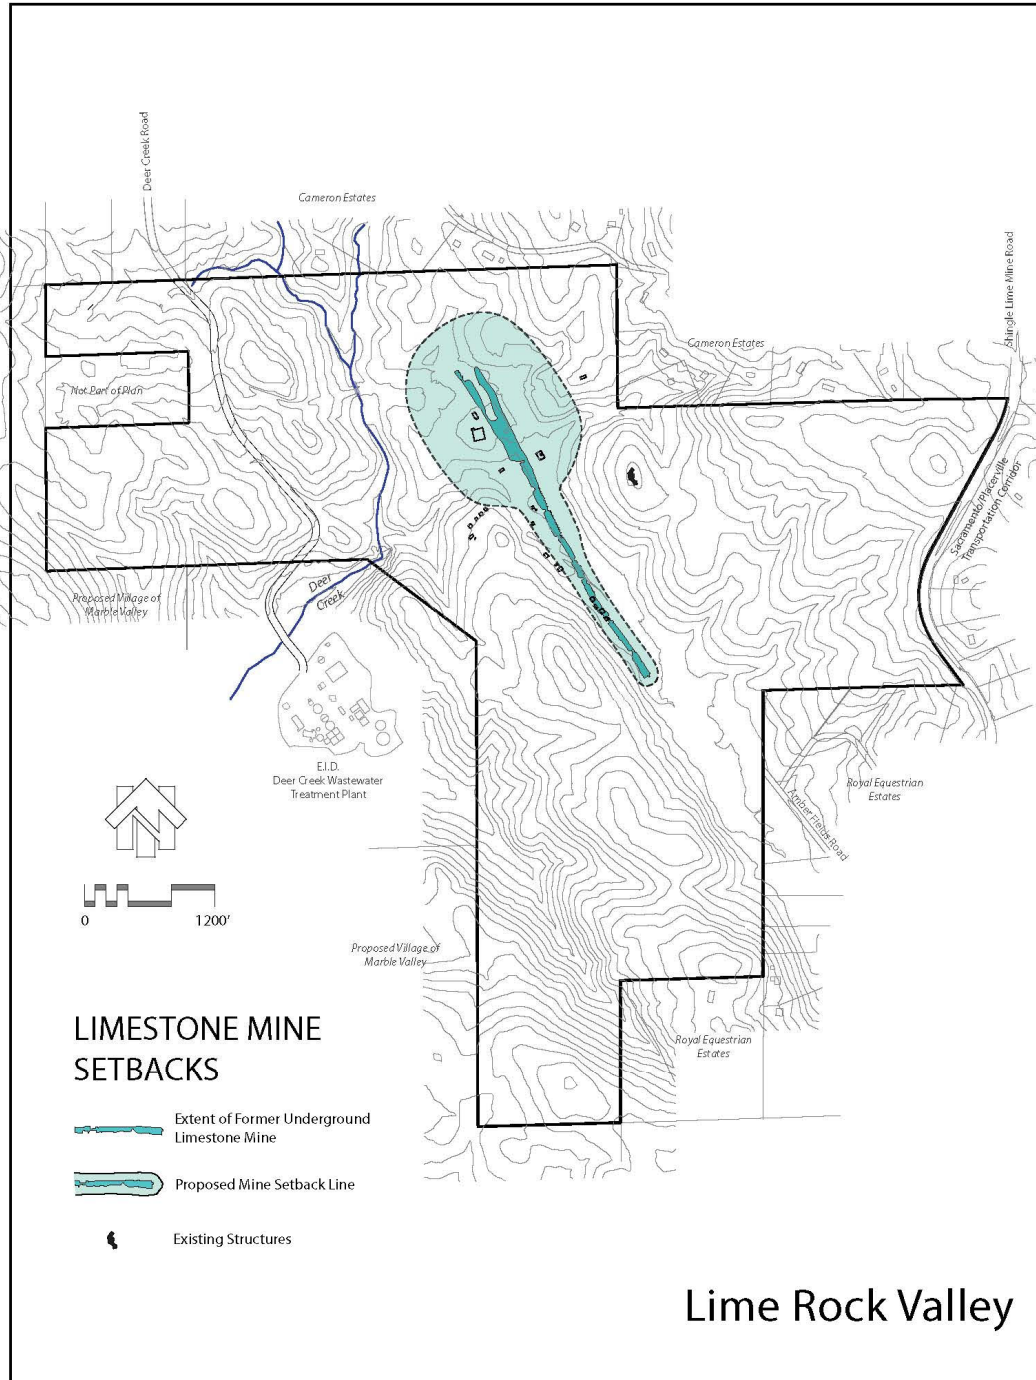 Deer Creek Road
Cameron Estates
Shingle Lime Mine Road
Cameron Estates
Not Part of Plan
Sacramento/Placerville
Transportation Corridor
Deer
Creek
Proposed Village of
Marble Valley
E.I.D.
Deer Creek Wastewater
Treatment Plant
Royal Equestrian
Estates
Amber Fields Road
0 1200'
Proposed Village of
Marble Valley
Royal Equestrian
Estates
LIMESTONE MINE
SETBACKS
Extent of Former Underground
Limestone Mine
Proposed Mine Setback Line
Existing Structures
Lime Rock Valley